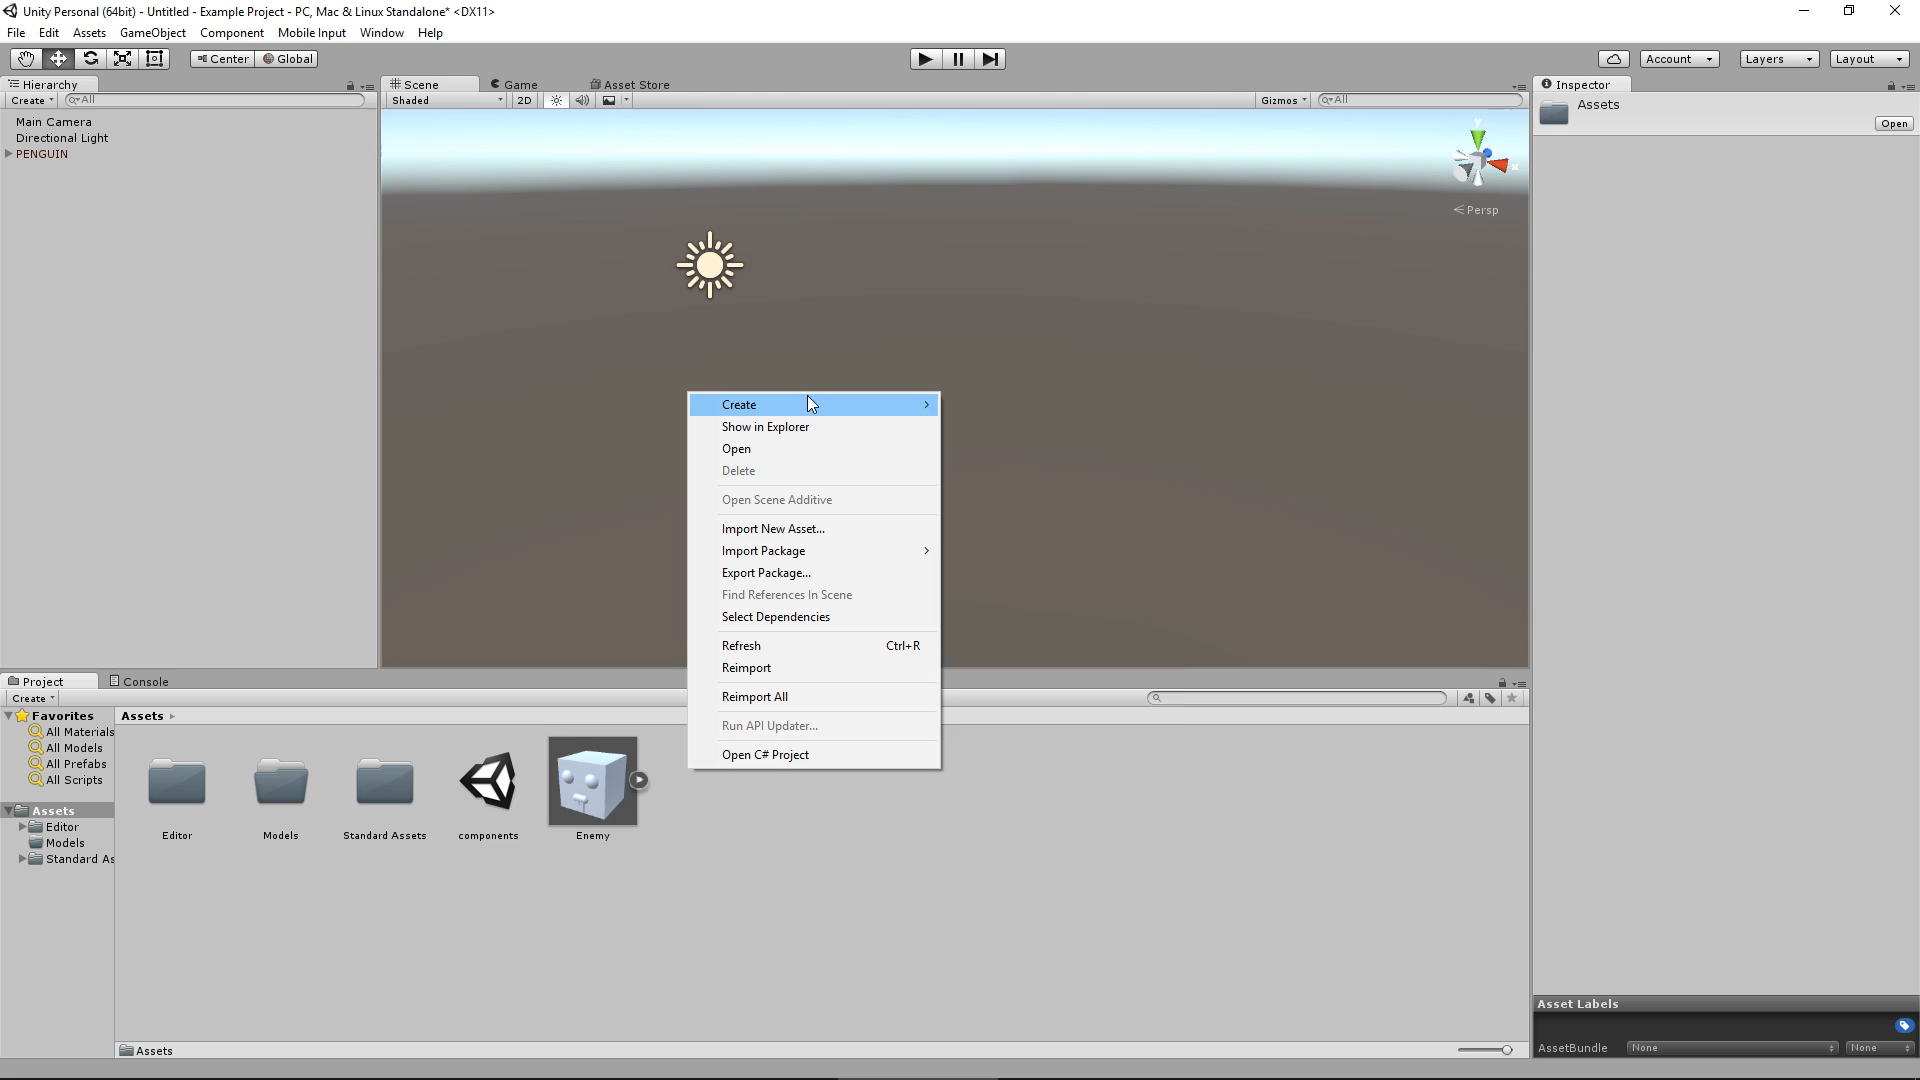 Unity Personal (64bit) - Untitled - Example Project - PC, Mac & Linux Standalone* <DX11>
File Edit Assets GameObject Component Mobile Input Window Help
Center Global
Account Layers Layout
Hierarchy
Create All
Main Camera
Directional Light
PENGUIN
Scene Game Asset Store
Shaded 2D Gizmos All
y
x
Persp
Inspector
Assets
Open
Create
Show in Explorer
Open
Delete
Open Scene Additive
Import New Asset...
Import Package
Export Package...
Find References In Scene
Select Dependencies
Refresh Ctrl+R
Reimport
Reimport All
Run API Updater...
Open C# Project
Project Console
Create
Favorites
All Materials
All Models
All Prefabs
All Scripts
Assets
Editor
Models
Standard As
Assets
Editor Models Standard Assets components Enemy
Assets
Asset Labels
AssetBundle None None